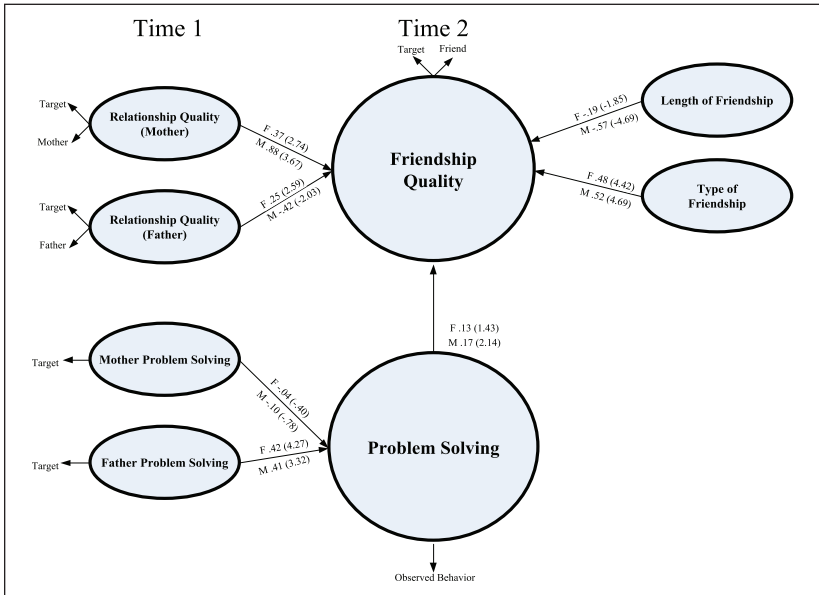 Time 1
Time 2
Target
Friend
Target
Mother
Relationship Quality
(Mother)
F .37 (2.74)
M .88 (3.67)
Friendship
Quality
F -.19 (-1.85)
M -.57 (-4.69)
Length of Friendship
Target
Father
Relationship Quality
(Father)
F .25 (2.59)
M -.42 (-2.03)
F .48 (4.42)
M .52 (4.69)
Type of
Friendship
F .13 (1.43)
M .17 (2.14)
Target
Mother Problem Solving
F -.04 (-.40)
M -.10 (-.78)
Target
Father Problem Solving
F .42 (4.27)
M .41 (3.32)
Problem Solving
Observed Behavior